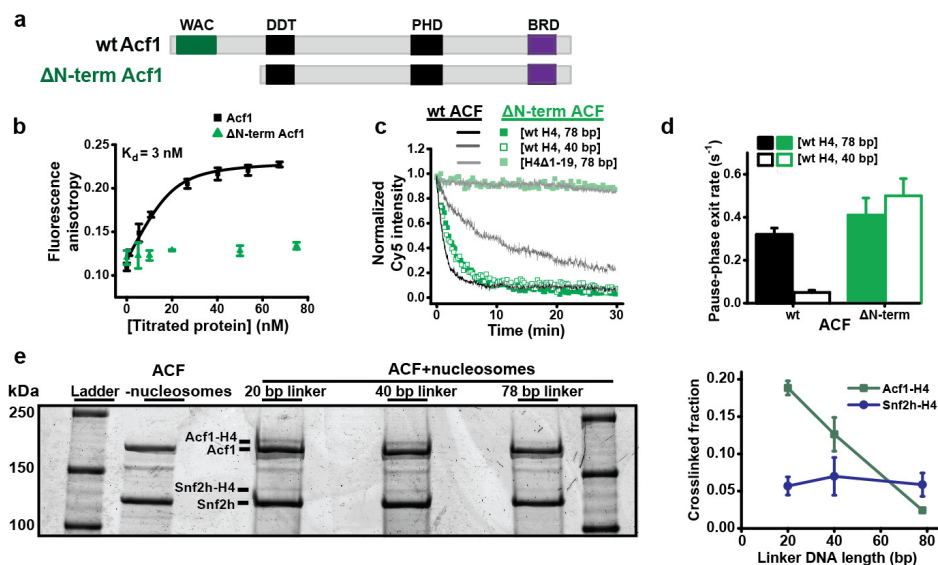 a
WAC DDT PHD BRD
wt Acf1
ΔN-term Acf1
b
Acf1
ΔN-term Acf1
Kd = 3 nM
Fluorescence anisotropy
0.25
0.20
0.15
0.10
0 20 40 60 80
[Titrated protein] (nM)
c
wt ACF ΔN-term ACF
[wt H4, 78 bp]
[wt H4, 40 bp]
[H4Δ1-19, 78 bp]
Normalized Cy5 intensity
1.2
1.0
0.8
0.6
0.4
0.2
0.0
0 10 20 30
Time (min)
d
[wt H4, 78 bp]
[wt H4, 40 bp]
Pause-phase exit rate (s⁻¹)
0.6
0.4
0.2
0.0
wt ΔN-term
ACF
e
kDa
Ladder
ACF
-nucleosomes
ACF+nucleosomes
20 bp linker 40 bp linker 78 bp linker
250
150
100
Acf1-H4
Acf1
Snf2h-H4
Snf2h
Acf1-H4
Snf2h-H4
Crosslinked fraction
0.20
0.15
0.10
0.05
0.00
0 20 40 60 80
Linker DNA length (bp)